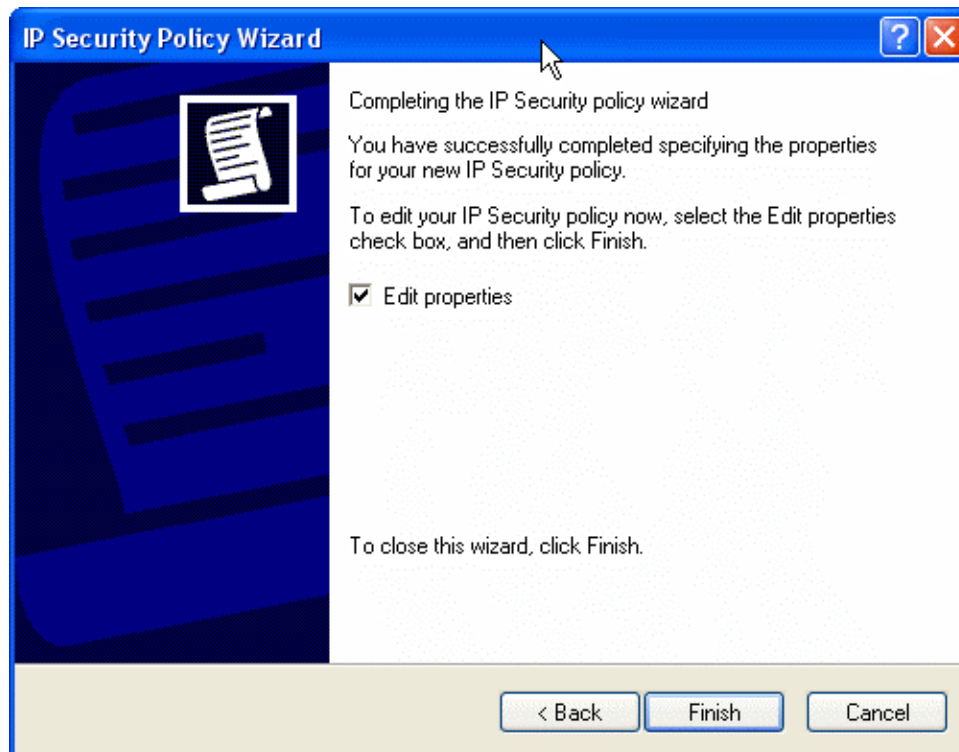 IP Security Policy Wizard
Completing the IP Security policy wizard
You have successfully completed specifying the properties
for your new IP Security policy.
To edit your IP Security policy now, select the Edit properties
check box, and then click Finish.
Edit properties
To close this wizard, click Finish.
< Back Finish Cancel